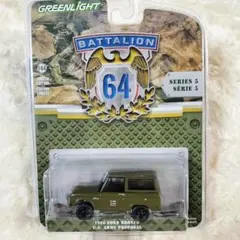 GREENLIGHT
BATTALION
64
SERIES 5
SÉRIE 5
1966 FORD BRONCO
U.S. ARMY PROPOSAL